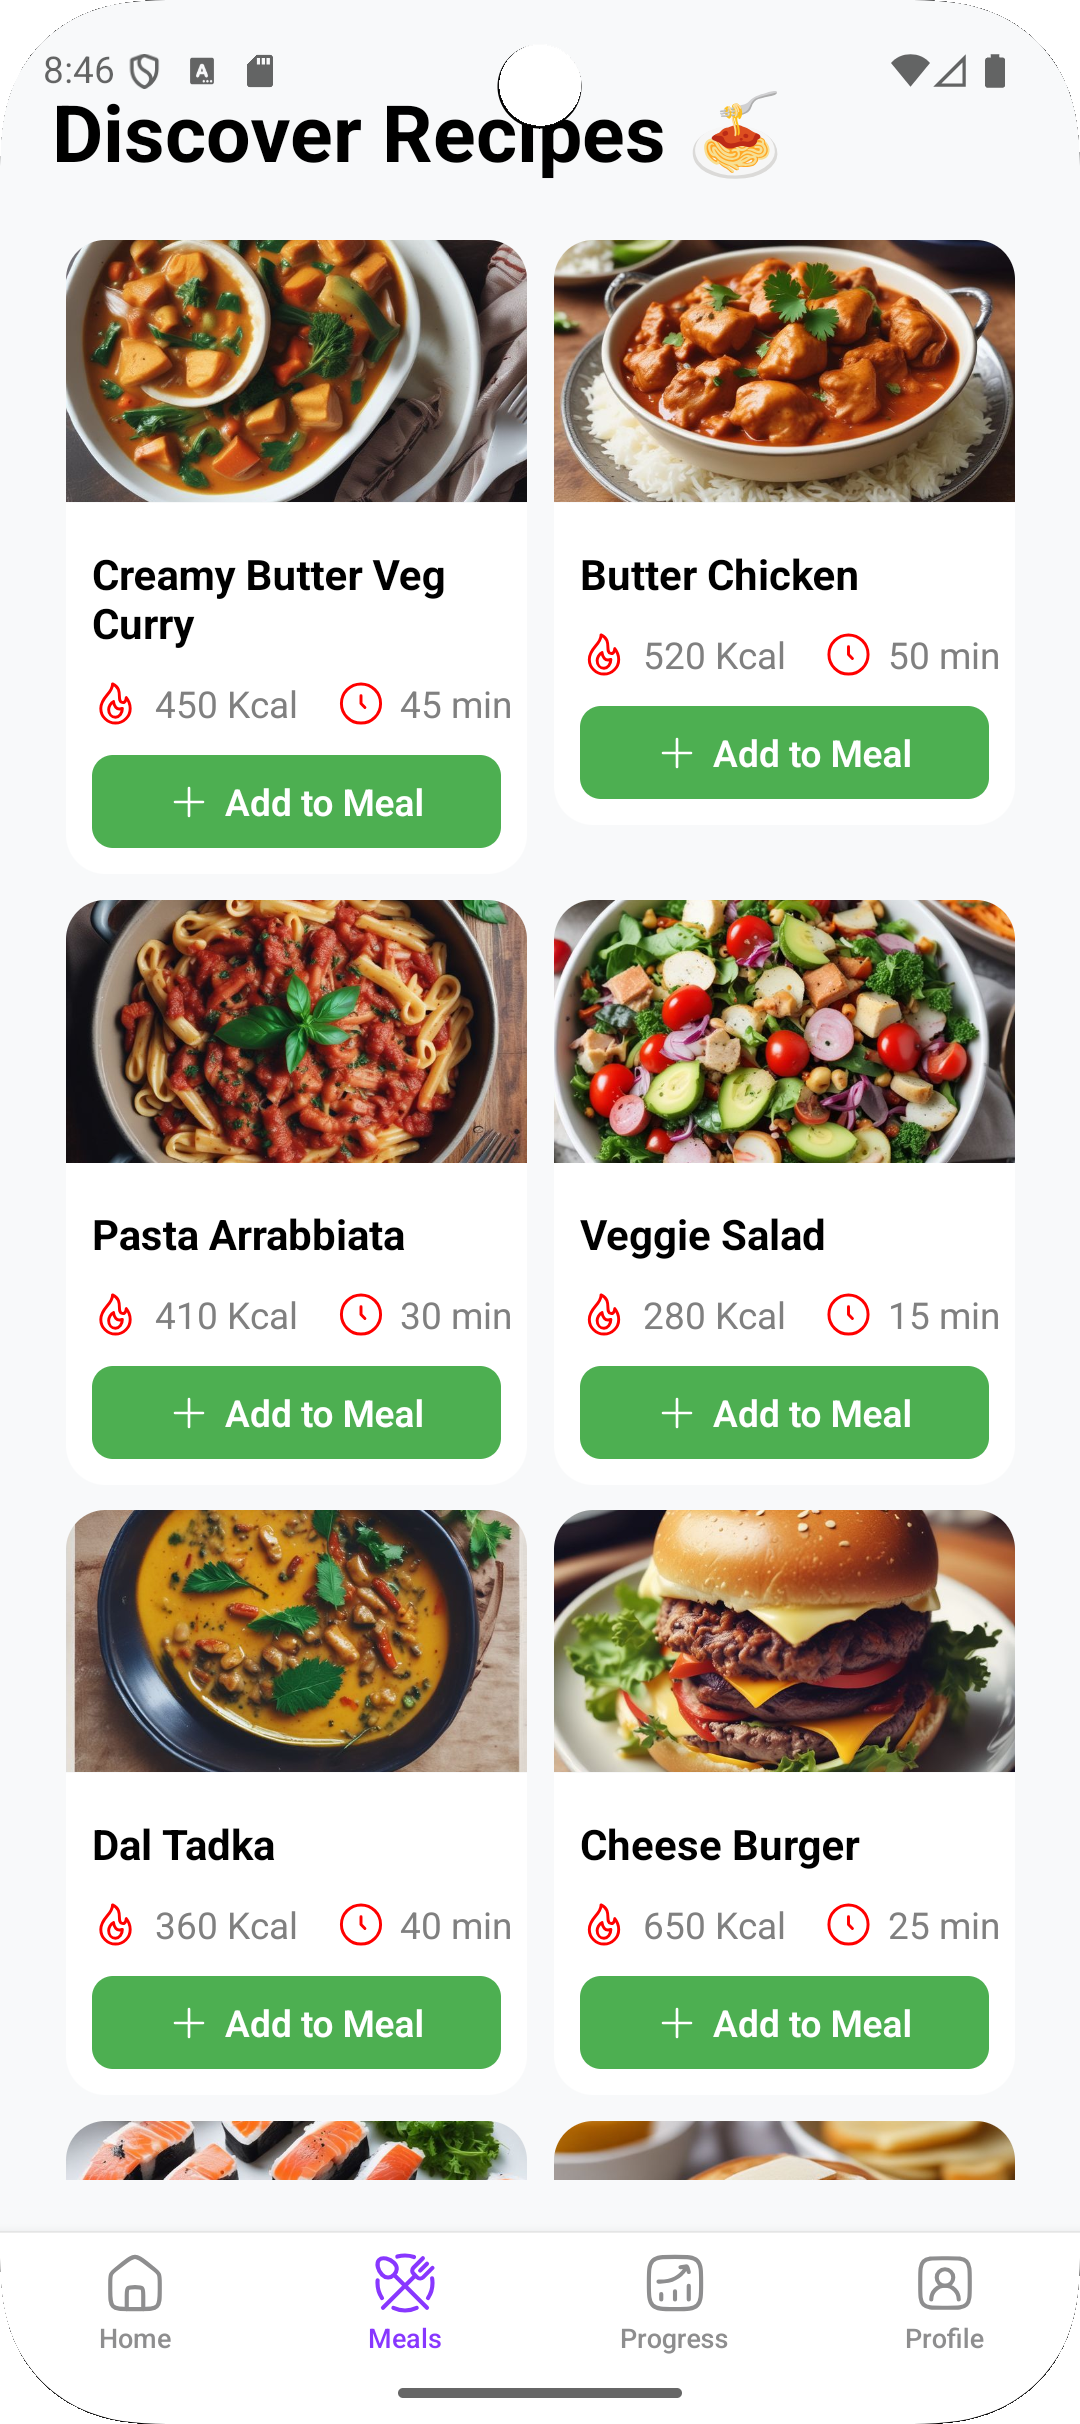 8:46
Discover Recipes 🍝
Creamy Butter Veg
Curry
450 Kcal 45 min
+ Add to Meal
Butter Chicken
520 Kcal 50 min
+ Add to Meal
Pasta Arrabbiata
410 Kcal 30 min
+ Add to Meal
Veggie Salad
280 Kcal 15 min
+ Add to Meal
Dal Tadka
360 Kcal 40 min
+ Add to Meal
Cheese Burger
650 Kcal 25 min
+ Add to Meal
Home Meals Progress Profile